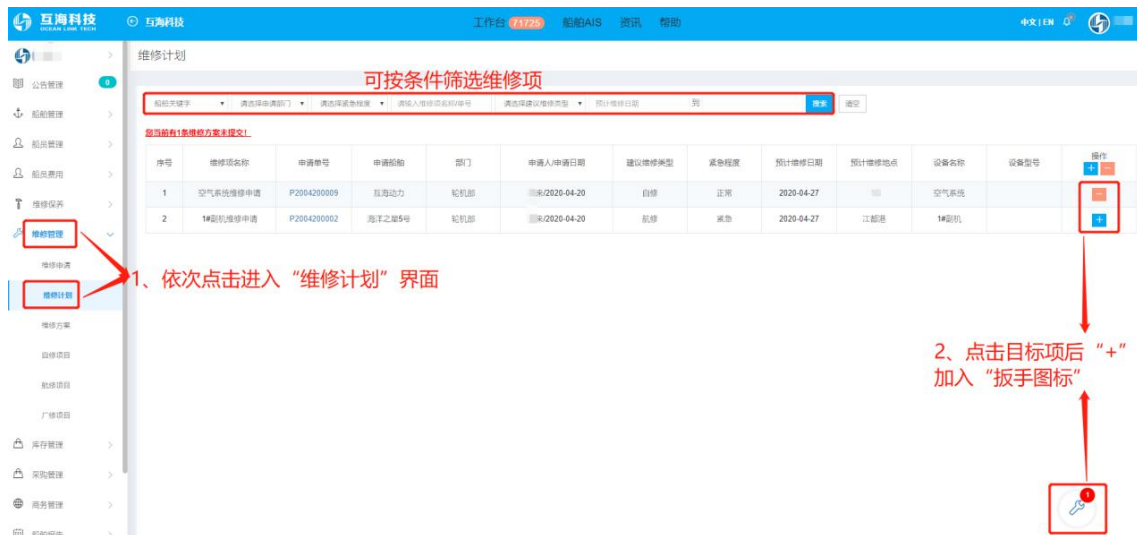 互海科技
OCEAN LINK TECH
互海科技
工作台 71725 船舶AIS 资讯 帮助
中文 | EN
维修计划
公告管理 0
船舶管理
船员管理
船员费用
维修保养
维修管理
维修申请
维修计划
维修方案
自修项目
航修项目
厂修项目
库存管理
采购管理
商务管理
船舶报告
可按条件筛选维修项
船舶关键字 请选择申请部门 请选择紧急程度 请输入维修项名称/单号 请选择建议维修类型 预计维修日期 到 搜索 清空
您当前有1条维修方案未提交！
序号 维修项名称 申请单号 申请船舶 部门 申请人/申请日期 建议维修类型 紧急程度 预计维修日期 预计维修地点 设备名称 设备型号 操作
+ −
1 空气系统维修申请 P2004200009 互海动力 轮机部 /2020-04-20 自修 正常 2020-04-27 空气系统 −
2 1#副机维修申请 P2004200002 海洋之星5号 轮机部 /2020-04-20 航修 紧急 2020-04-27 江都港 1#副机 +
1、依次点击进入“维修计划”界面
2、点击目标项后“+”
加入“扳手图标”
1